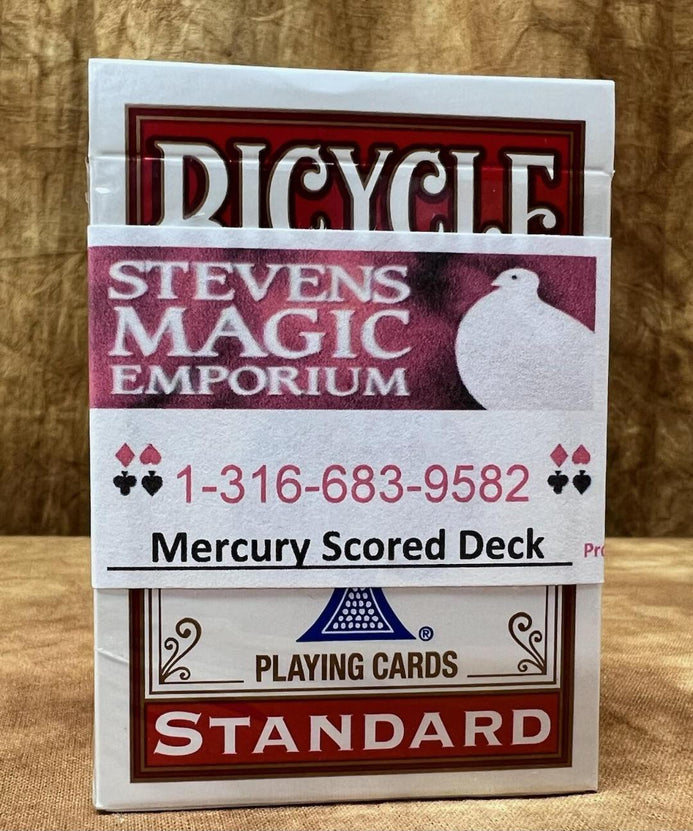 BICYCLE
STEVENS
MAGIC
EMPORIUM
1-316-683-9582
Mercury Scored Deck
®
PLAYING CARDS
STANDARD